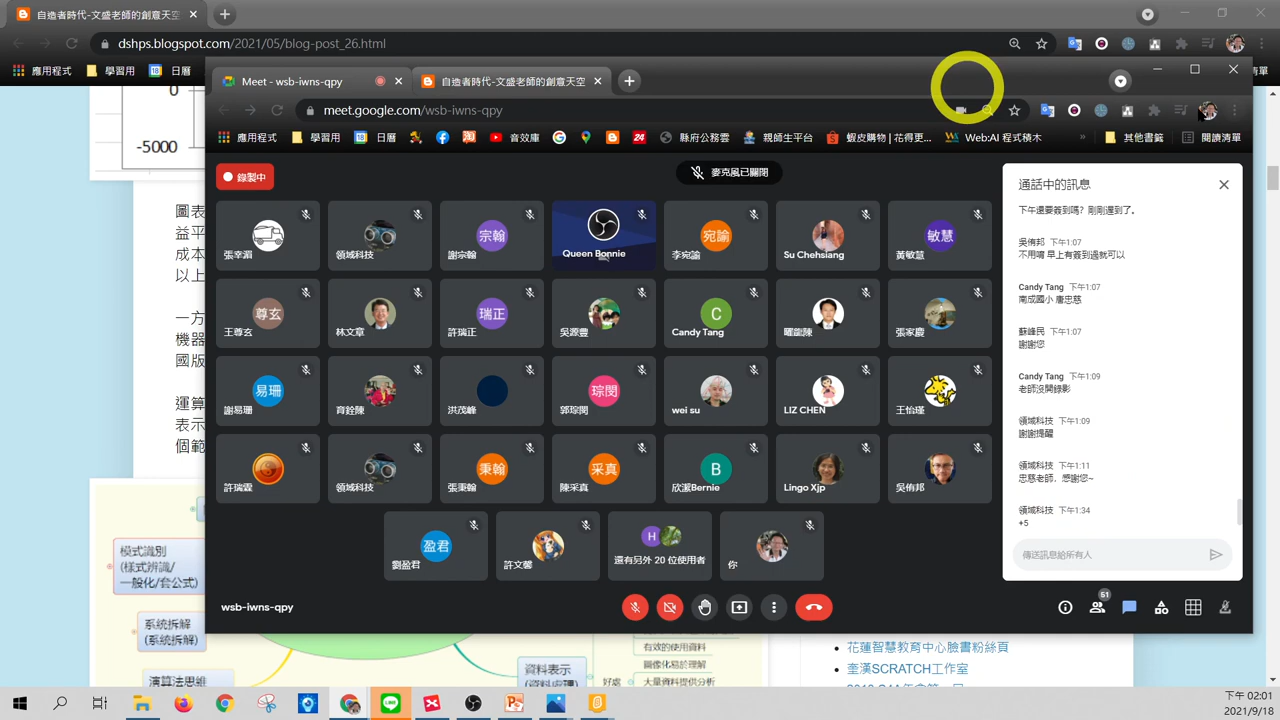 自造者時代-文盛老師的創意天空
dshps.blogspot.com/2021/05/blog-post_26.html
應用程式
學習用
日曆
Meet - wsb-iwns-qpy
自造者時代-文盛老師的創意天空
meet.google.com/wsb-iwns-qpy
應用程式
學習用
日曆
音效庫
縣府公務雲
親師生平台
蝦皮購物 | 花得更...
Web:AI 程式積木
其他書籤
閱讀清單
清單
0
-5000
圖表
益平
成本
以上
一方
機器
國版
運算
表示
個範
錄製中
麥克風已關閉
領域科技
謝宗翰
宗翰
Queen Bonnie
李宛諭
宛諭
Su Chehsiang
黃敏慧
敏慧
王尊玄
尊玄
林文章
許瑞正
瑞正
吳源豐
Candy Tang
C
曜龍陳
張家慶
謝易珊
易珊
育銓陳
洪茂峰
郭琮閔
琮閔
wei su
LIZ CHEN
王怡瑾
許瑞霖
領域科技
張秉翰
秉翰
陳采真
采真
欣潔Bernie
B
Lingo Xjp
吳侑邦
劉盈君
盈君
許文馨
H
還有另外 20 位使用者
你
通話中的訊息
下午還要簽到嗎？剛剛遲到了。
吳侑邦 下午1:07
不用唷 早上有簽到過就可以
Candy Tang 下午1:07
南成國小 唐忠慈
蘇峰民 下午1:07
謝謝您
Candy Tang 下午1:09
老師沒開錄影
領域科技 下午1:09
謝謝提醒
領域科技 下午1:11
忠慈老師，感謝您~
領域科技 下午1:34
+5
傳送訊息給所有人
wsb-iwns-qpy
51
模式識別
(樣式辨識/
一般化/套公式)
系統拆解
(系統拆解)
演算法思維
資料表示
(資料處理)
有效的使用資料
圖像化易於理解
好處
大量資料提供分析
花蓮智慧教育中心臉書粉絲頁
奎漢SCRATCH工作室
LINE
下午 02:01
2021/9/18